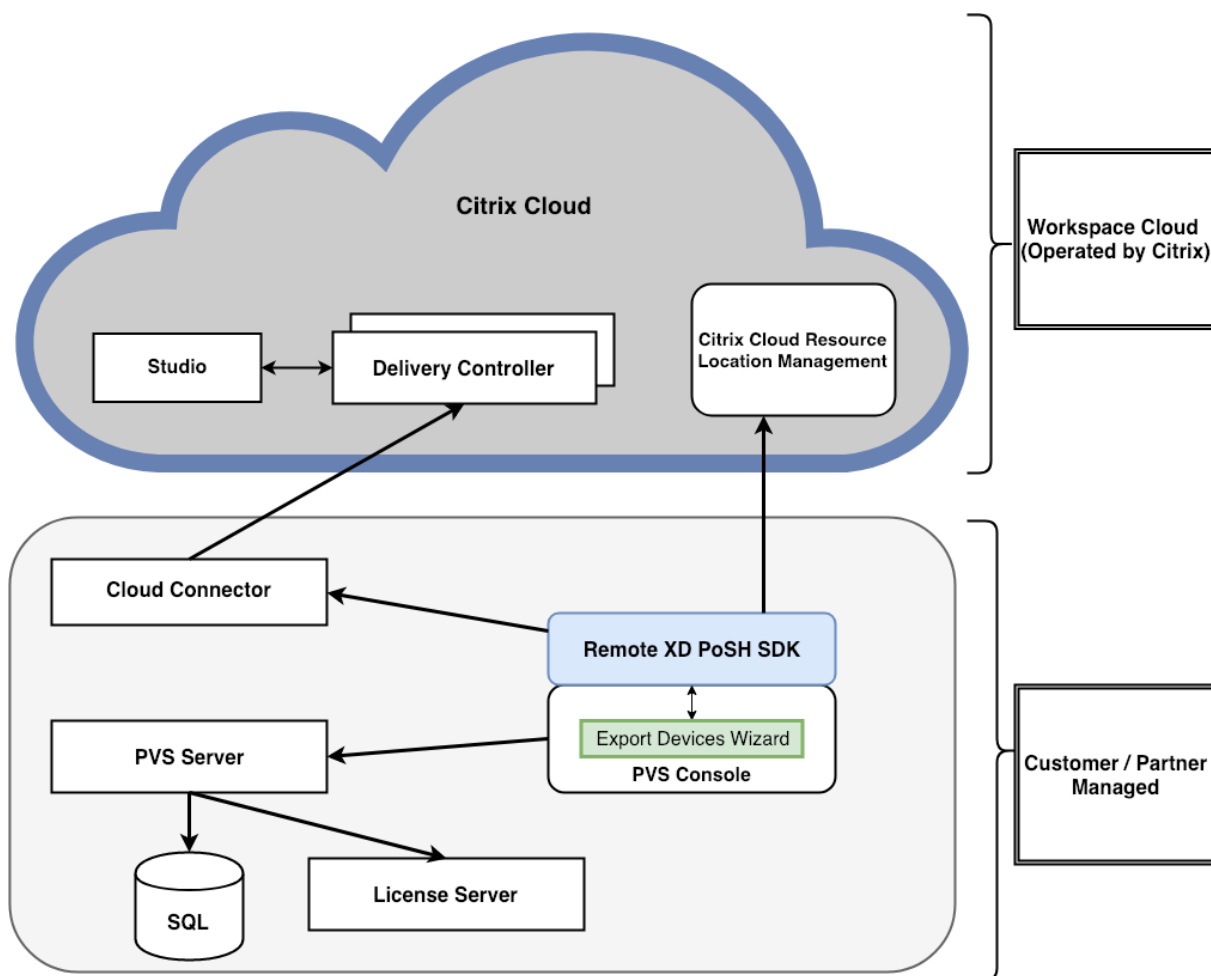 Citrix Cloud
Workspace Cloud
(Operated by Citrix)
Studio
Delivery Controller
Citrix Cloud Resource
Location Management
Cloud Connector
Remote XD PoSH SDK
PVS Server
Export Devices Wizard
PVS Console
Customer / Partner
Managed
SQL
License Server